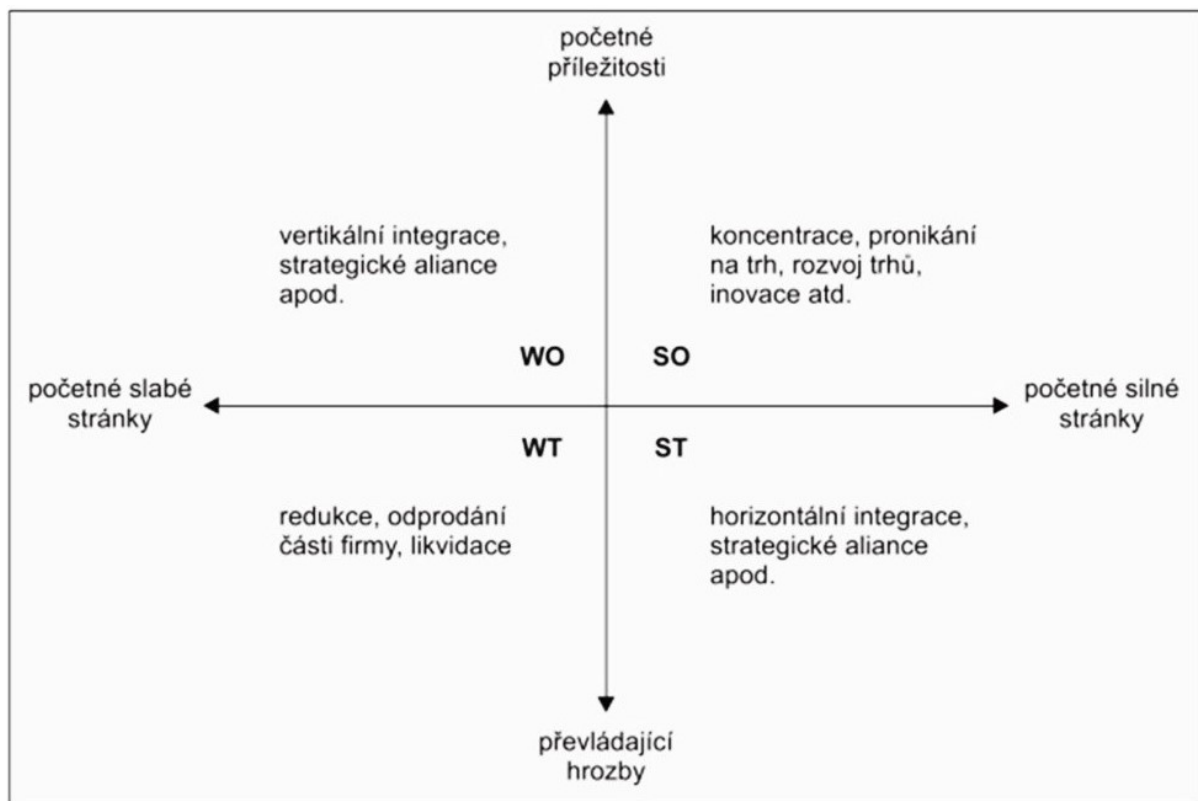 početné
příležitosti
vertikální integrace,
strategické aliance
apod.
koncentrace, pronikání
na trh, rozvoj trhů,
inovace atd.
WO
SO
početné slabé
stránky
početné silné
stránky
WT
ST
redukce, odprodání
části firmy, likvidace
horizontální integrace,
strategické aliance
apod.
převládající
hrozby